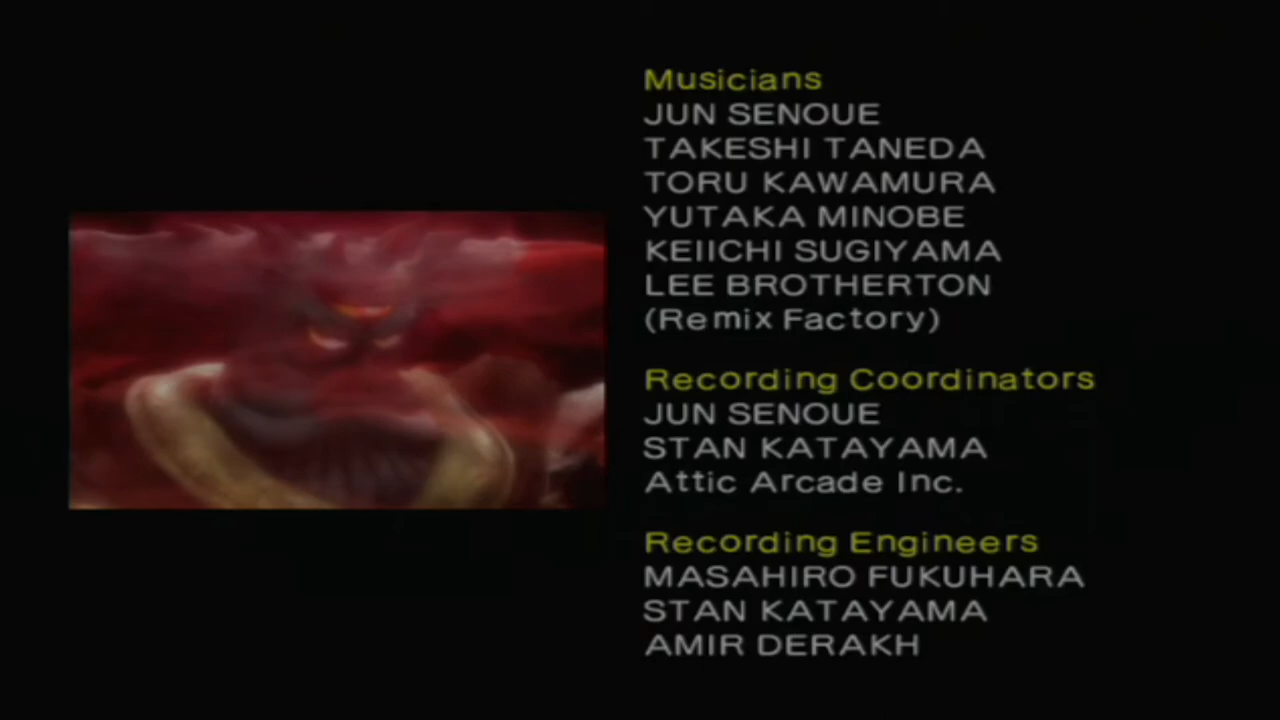 Musicians
JUN SENOUE
TAKESHI TANEDA
TORU KAWAMURA
YUTAKA MINOBE
KEIICHI SUGIYAMA
LEE BROTHERTON
(Remix Factory)
Recording Coordinators
JUN SENOUE
STAN KATAYAMA
Attic Arcade Inc.
Recording Engineers
MASAHIRO FUKUHARA
STAN KATAYAMA
AMIR DERAKH